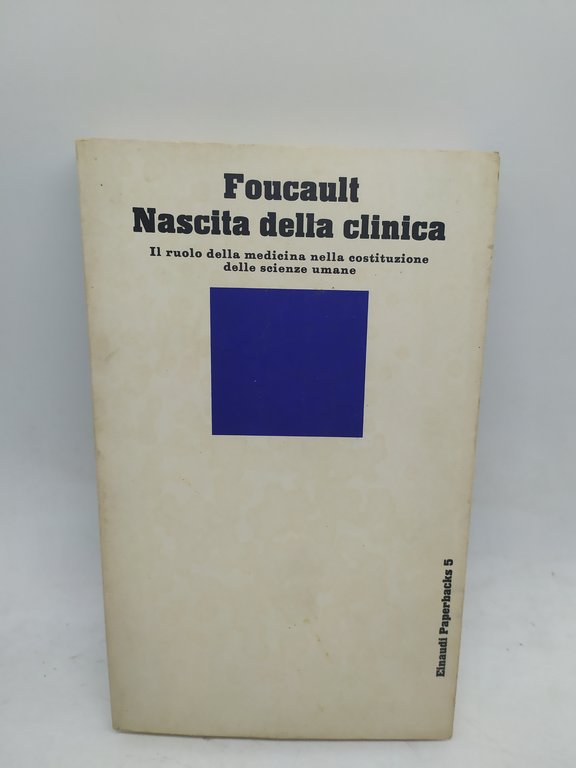 Foucault
Nascita della clinica
Il ruolo della medicina nella costituzione
delle scienze umane
Einaudi Paperbacks 5